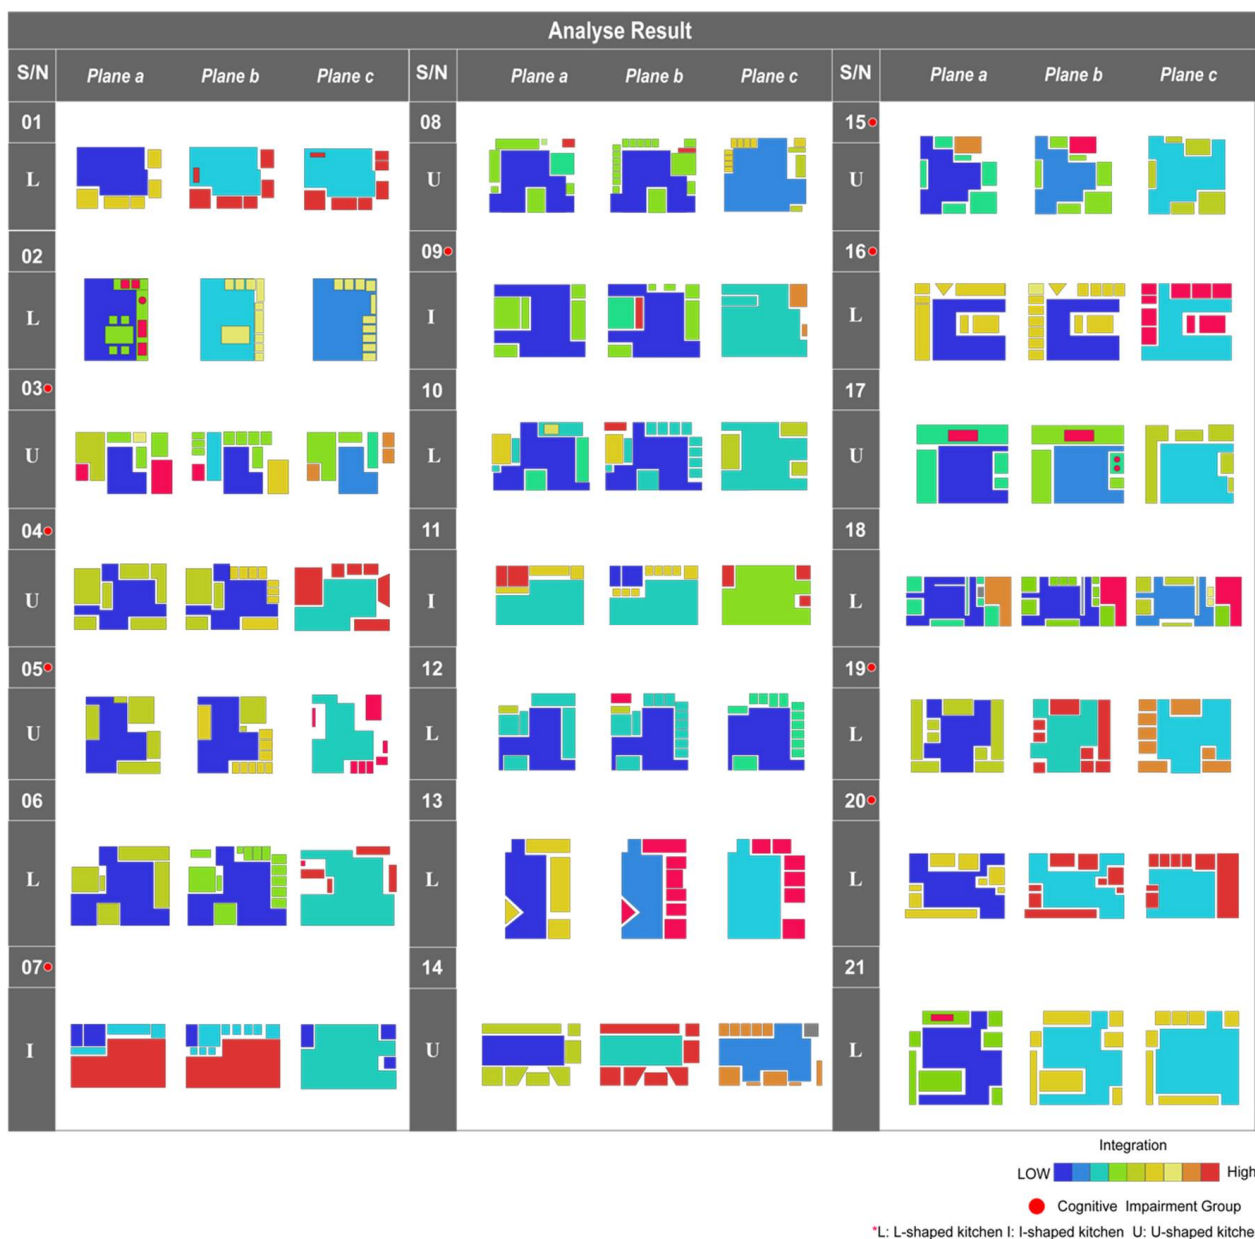 Analyse Result
S/N Plane a Plane b Plane c S/N Plane a Plane b Plane c S/N Plane a Plane b Plane c
01 08 15
L U U
02 09 16
L I L
03 10 17
U L U
04 11 18
U I L
05 12 19
U L L
06 13 20
L L L
07 14 21
I U L
Integration
LOW High
Cognitive Impairment Group
*L: L-shaped kitchen I: I-shaped kitchen U: U-shaped kitche